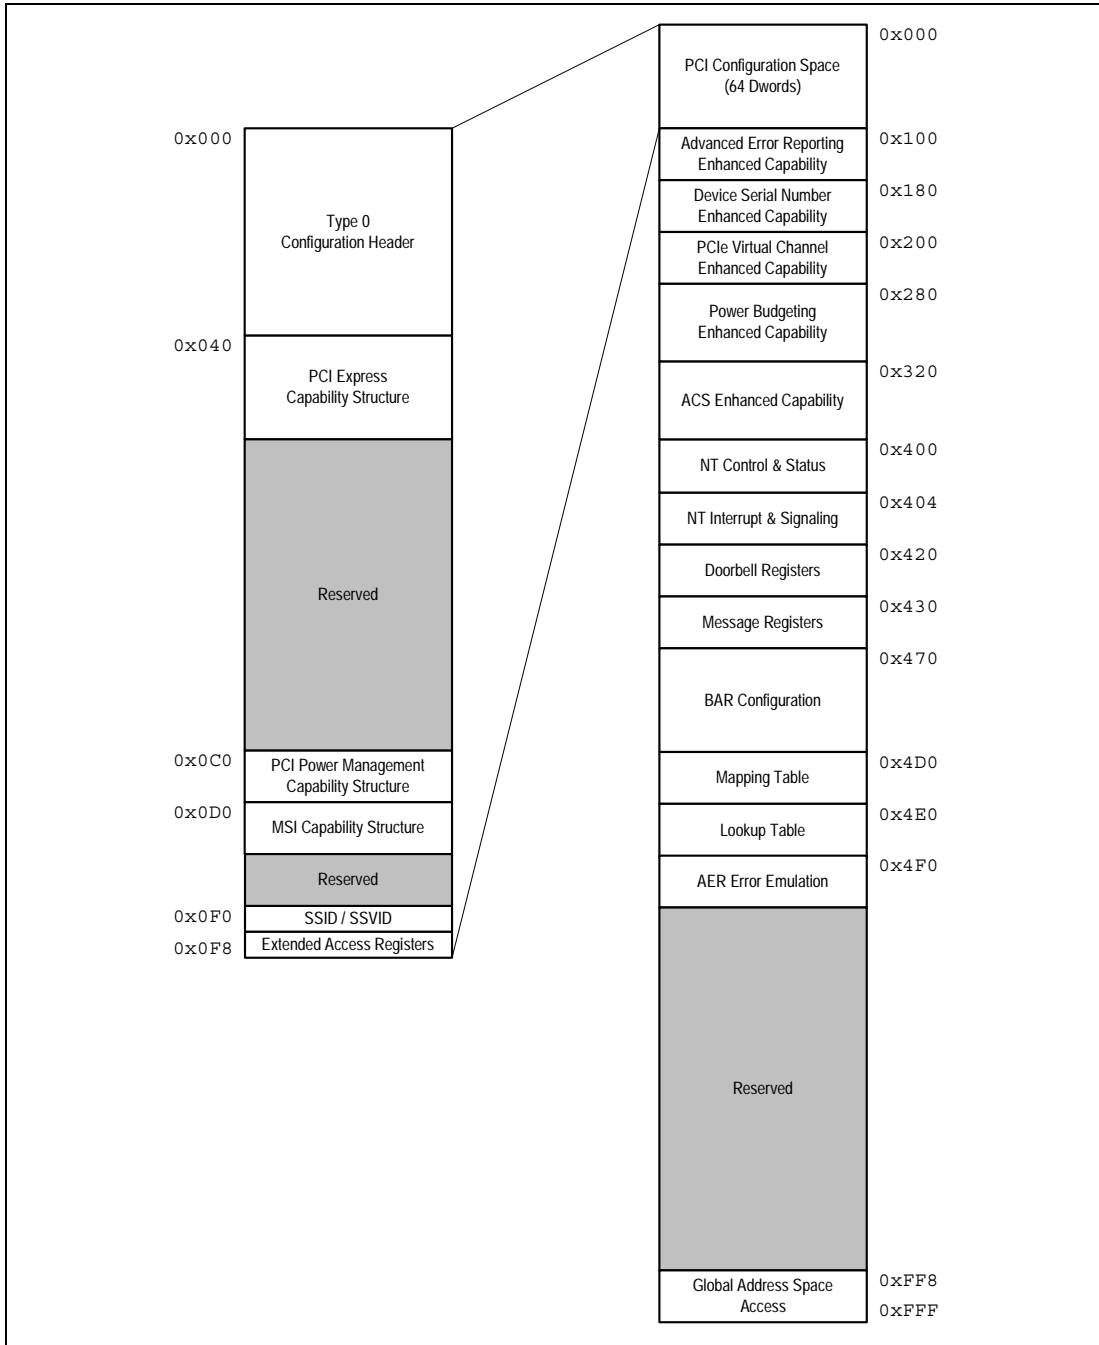 0x000
Type 0
Configuration Header
0x040
PCI Express
Capability Structure
Reserved
0x0C0
PCI Power Management
Capability Structure
0x0D0
MSI Capability Structure
Reserved
0x0F0
SSID / SSVID
0x0F8
Extended Access Registers
PCI Configuration Space
(64 Dwords)
0x000
Advanced Error Reporting
Enhanced Capability
0x100
Device Serial Number
Enhanced Capability
0x180
PCIe Virtual Channel
Enhanced Capability
0x200
Power Budgeting
Enhanced Capability
0x280
ACS Enhanced Capability
0x320
NT Control & Status
0x400
NT Interrupt & Signaling
0x404
Doorbell Registers
0x420
Message Registers
0x430
BAR Configuration
0x470
Mapping Table
0x4D0
Lookup Table
0x4E0
AER Error Emulation
0x4F0
Reserved
Global Address Space
Access
0xFF8
0xFFF